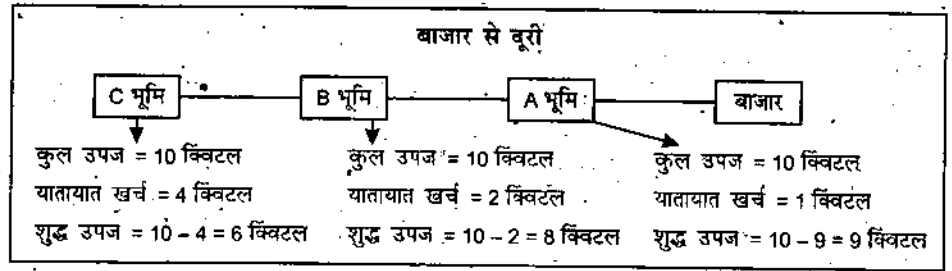 बाजार से दूरी
C भूमि B भूमि A भूमि बाजार
कुल उपज = 10 क्विंटल कुल उपज = 10 क्विंटल कुल उपज = 10 क्विंटल
यातायात खर्च = 4 क्विंटल यातायात खर्च = 2 क्विंटल यातायात खर्च = 1 क्विंटल
शुद्ध उपज = 10 – 4 = 6 क्विंटल शुद्ध उपज = 10 – 2 = 8 क्विंटल शुद्ध उपज = 10 – 9 = 9 क्विंटल